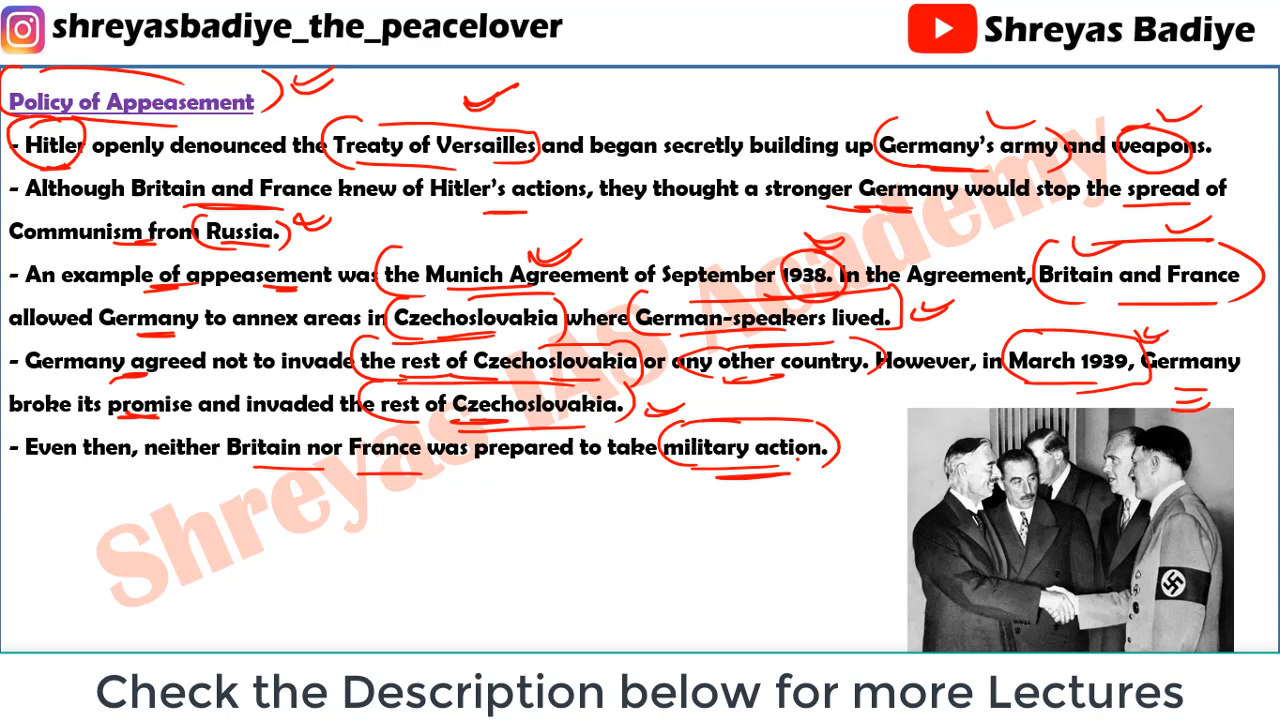 shreyasbadiye_the_peacelover
Shreyas Badiye
Policy of Appeasement
- Hitler openly denounced the Treaty of Versailles and began secretly building up Germany's army and weapons.
- Although Britain and France knew of Hitler's actions, they thought a stronger Germany would stop the spread of
Communism from Russia.
- An example of appeasement was the Munich Agreement of September 1938. In the Agreement, Britain and France
allowed Germany to annex areas in Czechoslovakia where German-speakers lived.
- Germany agreed not to invade the rest of Czechoslovakia or any other country. However, in March 1939, Germany
broke its promise and invaded the rest of Czechoslovakia.
- Even then, neither Britain nor France was prepared to take military action.
Shreyas IAS Academy
Check the Description below for more Lectures